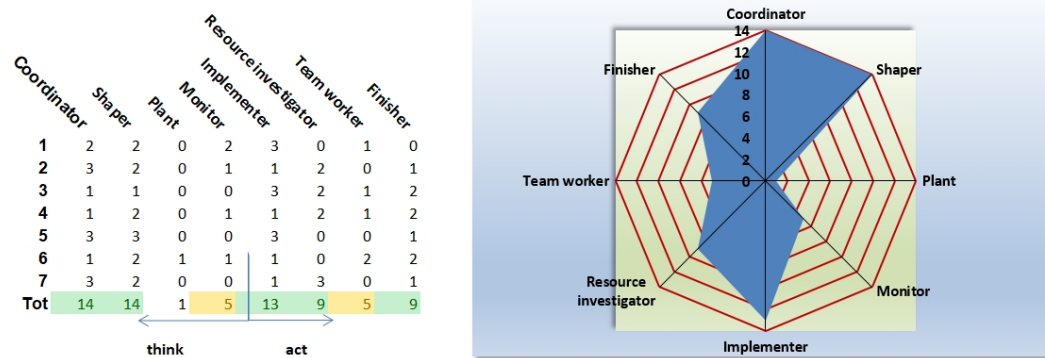 Coordinator Shaper Plant Monitor Implementer Resource investigator Team worker Finisher
1 2 2 0 2 3 0 1 0
2 3 2 0 1 1 2 0 1
3 1 1 0 0 3 2 1 2
4 1 2 0 1 1 2 1 2
5 3 3 0 0 3 0 0 1
6 1 2 1 1 1 0 2 2
7 3 2 0 0 1 3 0 1
Tot 14 14 1 5 13 9 5 9
think act
Coordinator
14
12
Finisher 10 Shaper
8
6
4
2
Team worker 0 Plant
Resource
investigator Monitor
Implementer